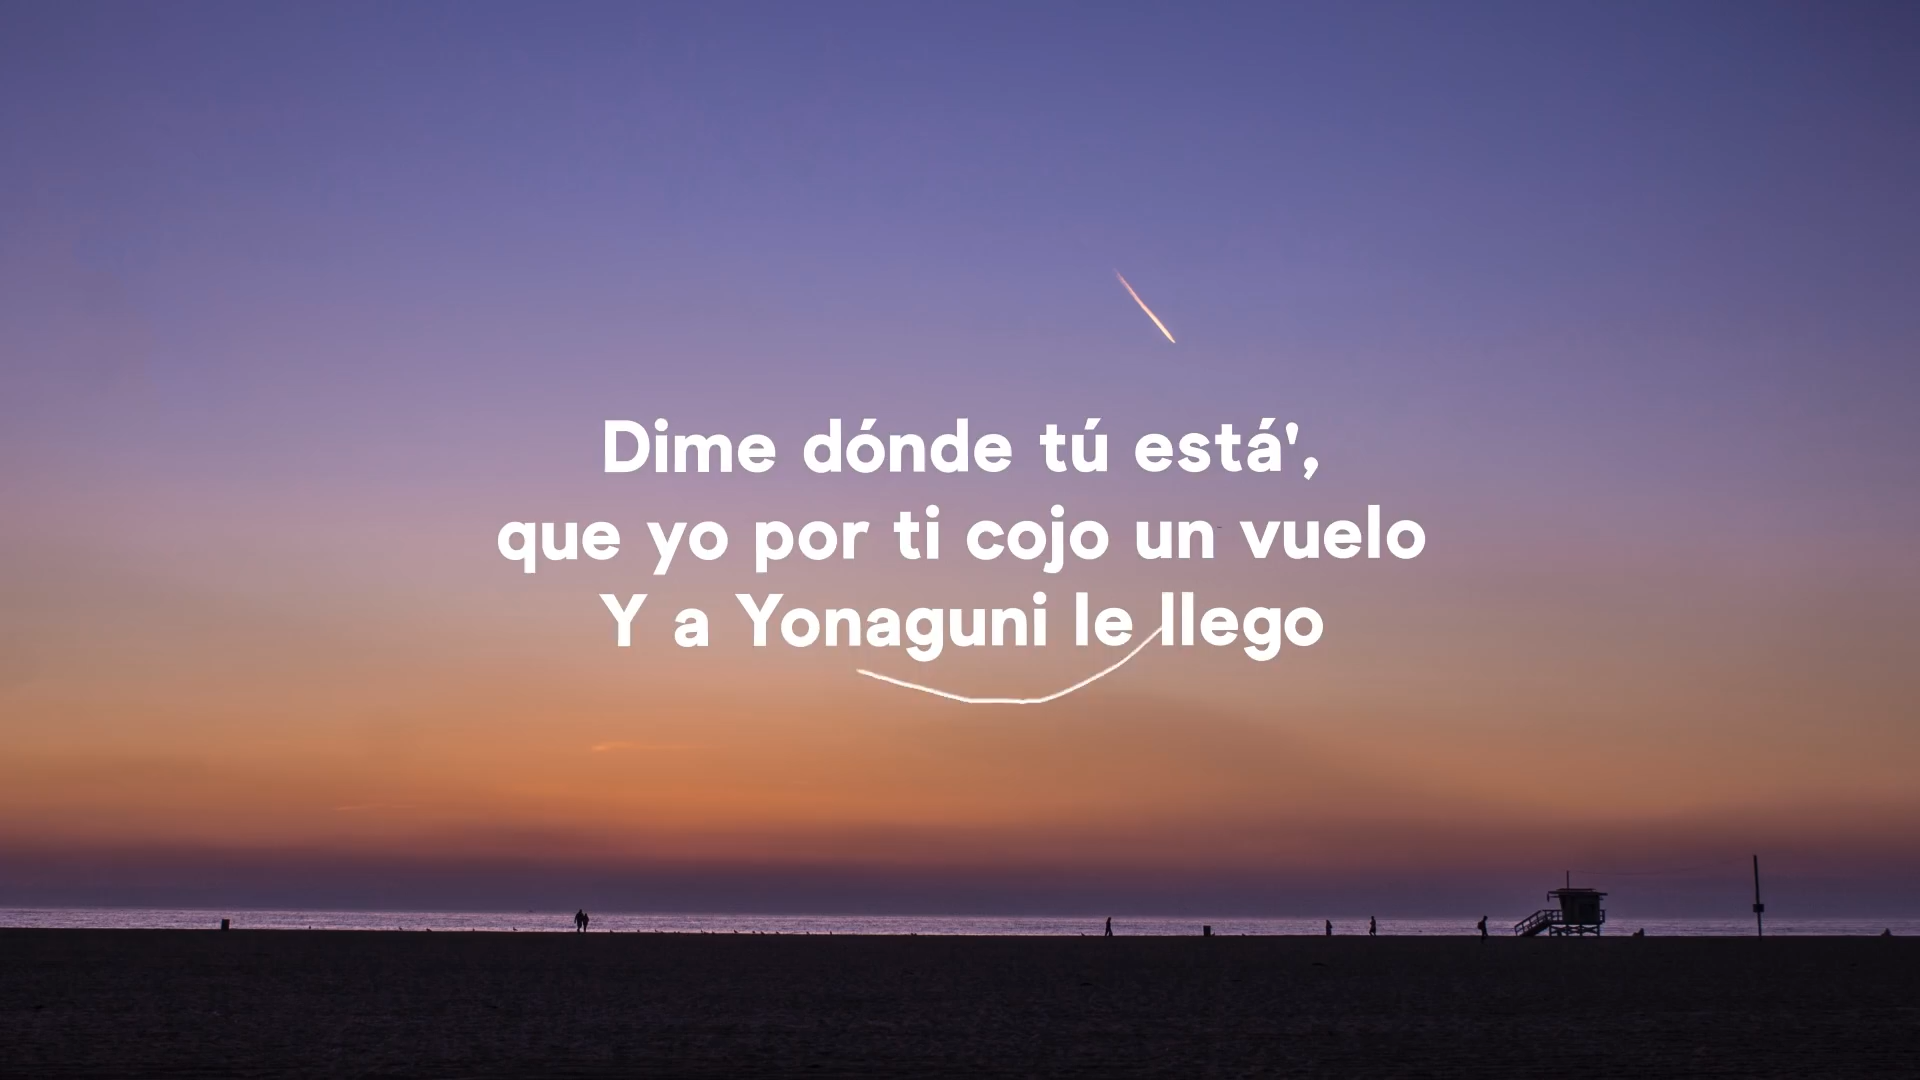 Dime dónde tú está',
que yo por ti cojo un vuelo
Y a Yonaguni le llego